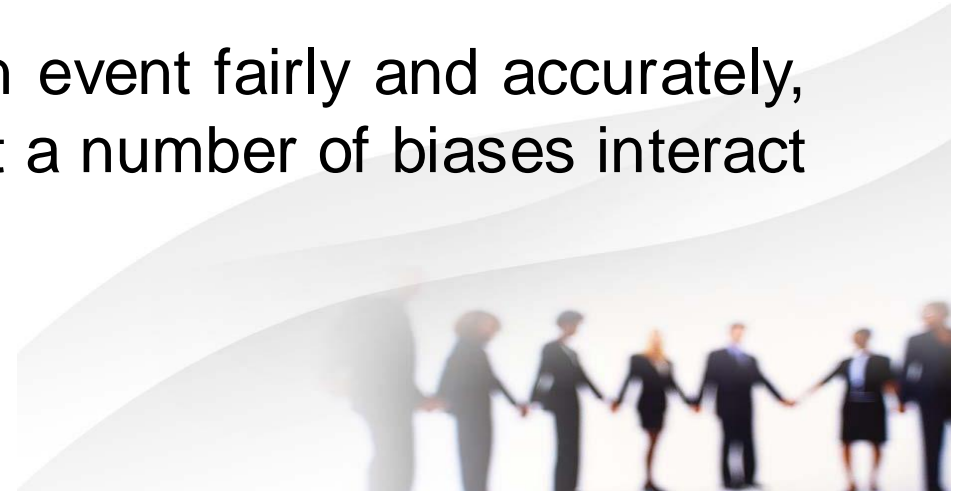 event fairly and accurately,
a number of biases interact